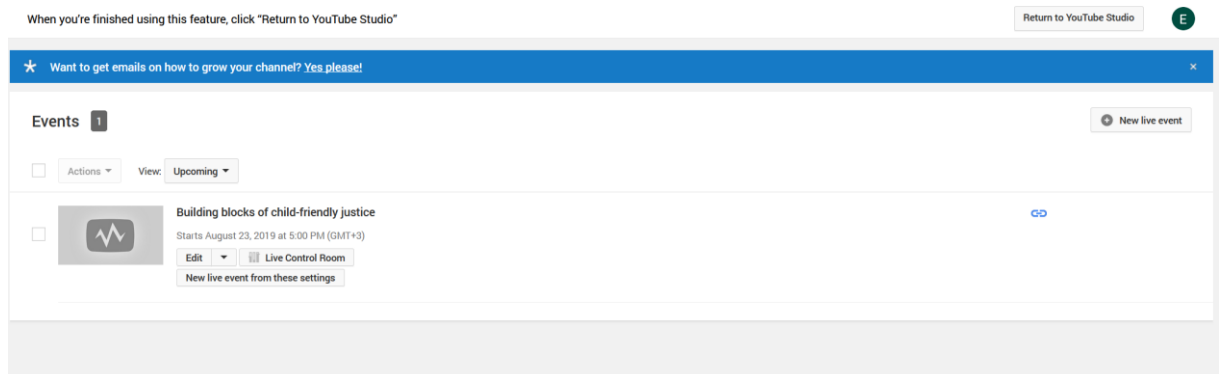 When you're finished using this feature, click “Return to YouTube Studio”
Return to YouTube Studio
E
Want to get emails on how to grow your channel? Yes please!
Events 1
New live event
Actions
View: Upcoming
Building blocks of child-friendly justice
Starts August 23, 2019 at 5:00 PM (GMT+3)
Edit
Live Control Room
New live event from these settings